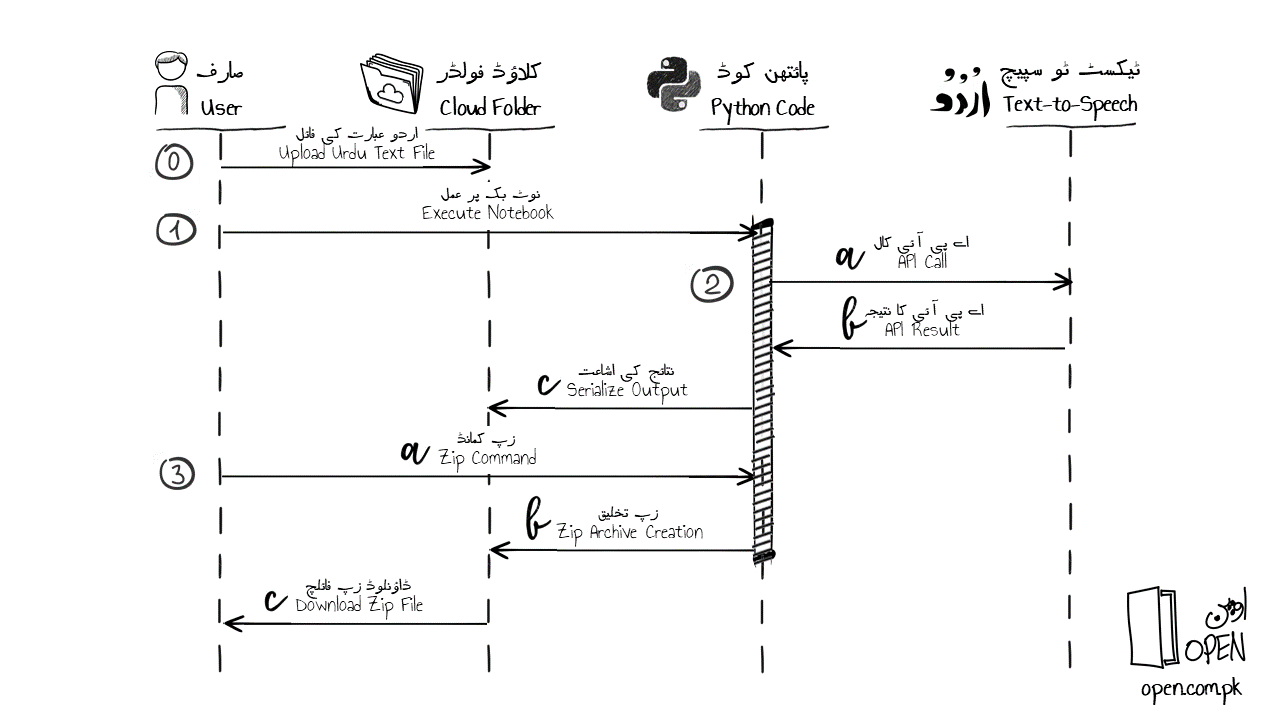 صارف
User
کلاؤڈ فولڈر
Cloud Folder
پائتھن کوڈ
Python Code
اُردُو
ٹیکسٹ ٹو سپیچ
Text-to-Speech
0
اردو عبارت کی فائل
Upload Urdu Text File
1
نوٹ بک پر عمل
Execute Notebook
2
a
اے پی آئی کال
API Call
b
اے پی آئی کا نتیجہ
API Result
c
نتائج کی اشاعت
Serialize Output
3
a
زپ کمانڈ
Zip Command
b
زپ تخلیق
Zip Archive Creation
c
ڈاؤنلوڈ زپ فائلچ
Download Zip File
اوپن
OPEN
open.com.pk